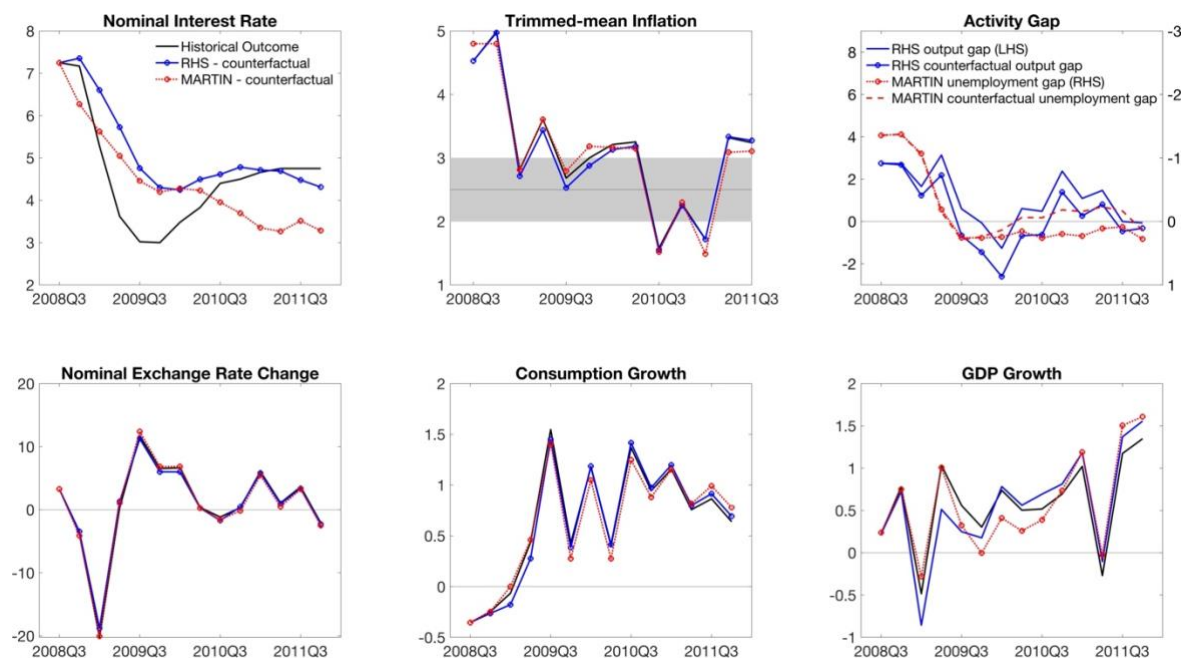 Nominal Interest Rate
8
7
6
5
4
3
2
2008Q3 2009Q3 2010Q3 2011Q3
Historical Outcome
RHS - counterfactual
MARTIN - counterfactual
Trimmed-mean Inflation
5
4
3
2
1
2008Q3 2009Q3 2010Q3 2011Q3
Activity Gap
8
6
4
2
0
-2
-3
-2
-1
0
1
2008Q3 2009Q3 2010Q3 2011Q3
RHS output gap (LHS)
RHS counterfactual output gap
MARTIN unemployment gap (RHS)
MARTIN counterfactual unemployment gap
Nominal Exchange Rate Change
20
10
0
-10
-20
2008Q3 2009Q3 2010Q3 2011Q3
Consumption Growth
2
1.5
1
0.5
0
-0.5
2008Q3 2009Q3 2010Q3 2011Q3
GDP Growth
2
1.5
1
0.5
0
-0.5
-1
2008Q3 2009Q3 2010Q3 2011Q3